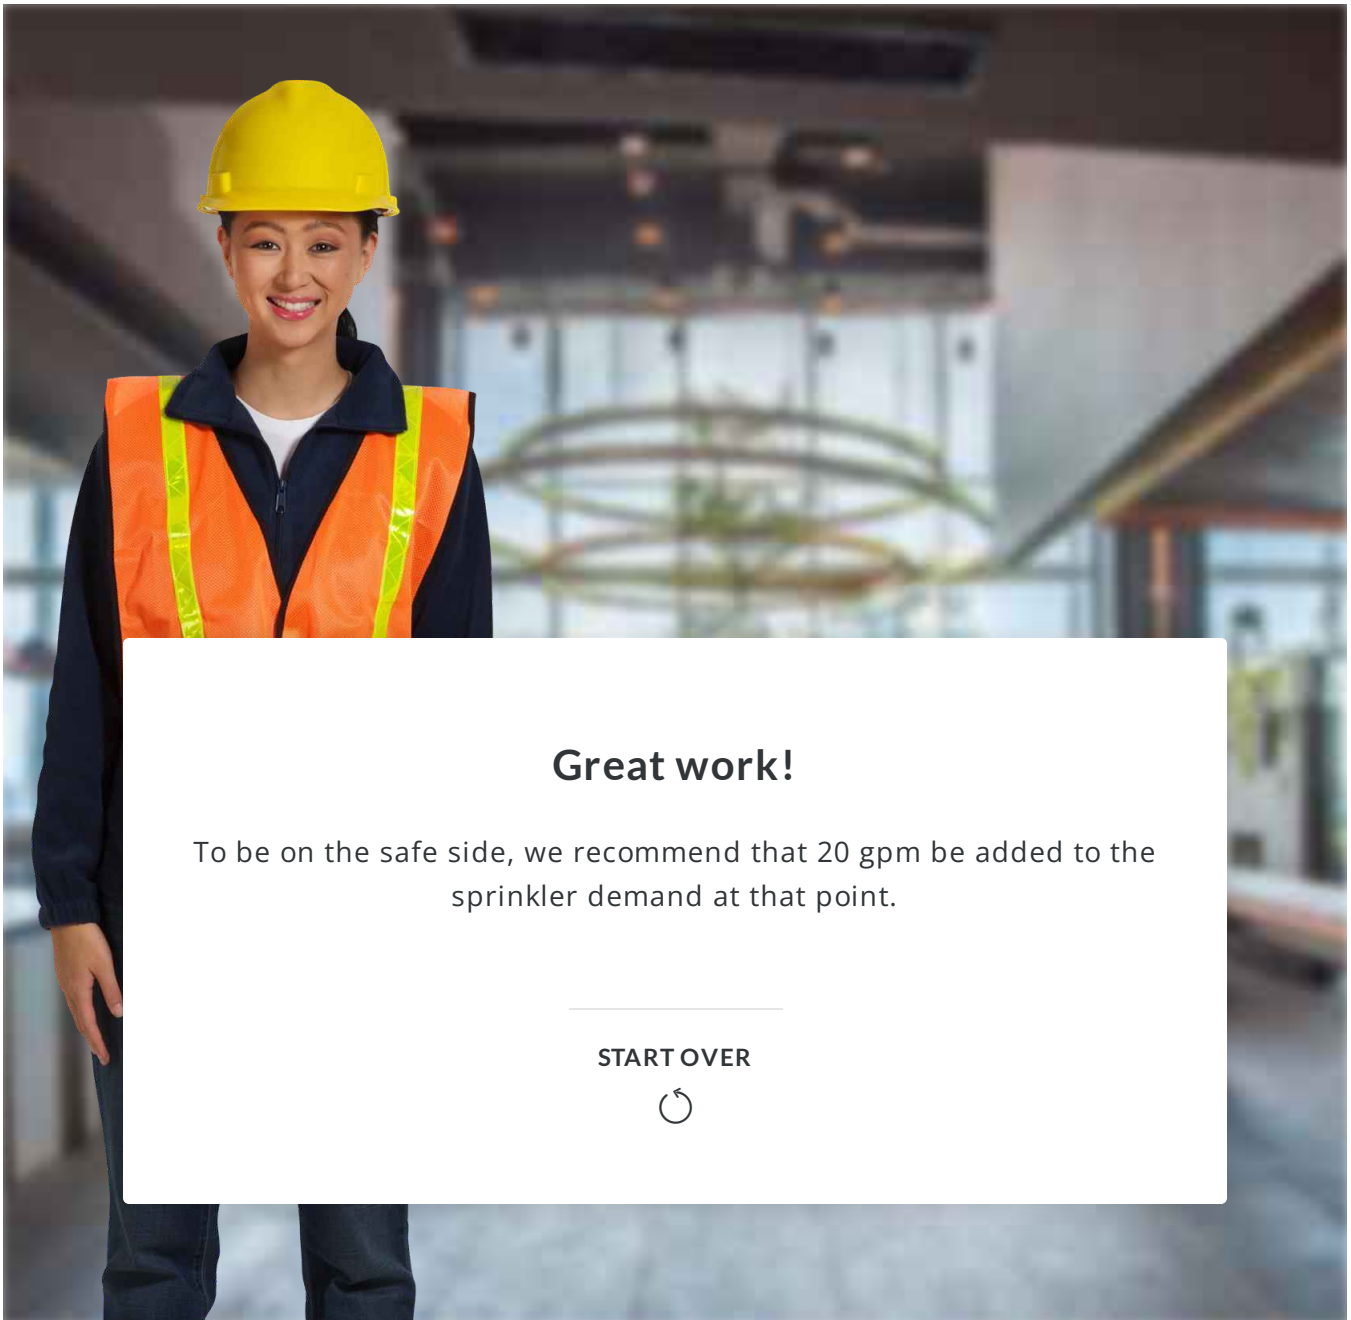 Great work!
To be on the safe side, we recommend that 20 gpm be added to the
sprinkler demand at that point.
START OVER